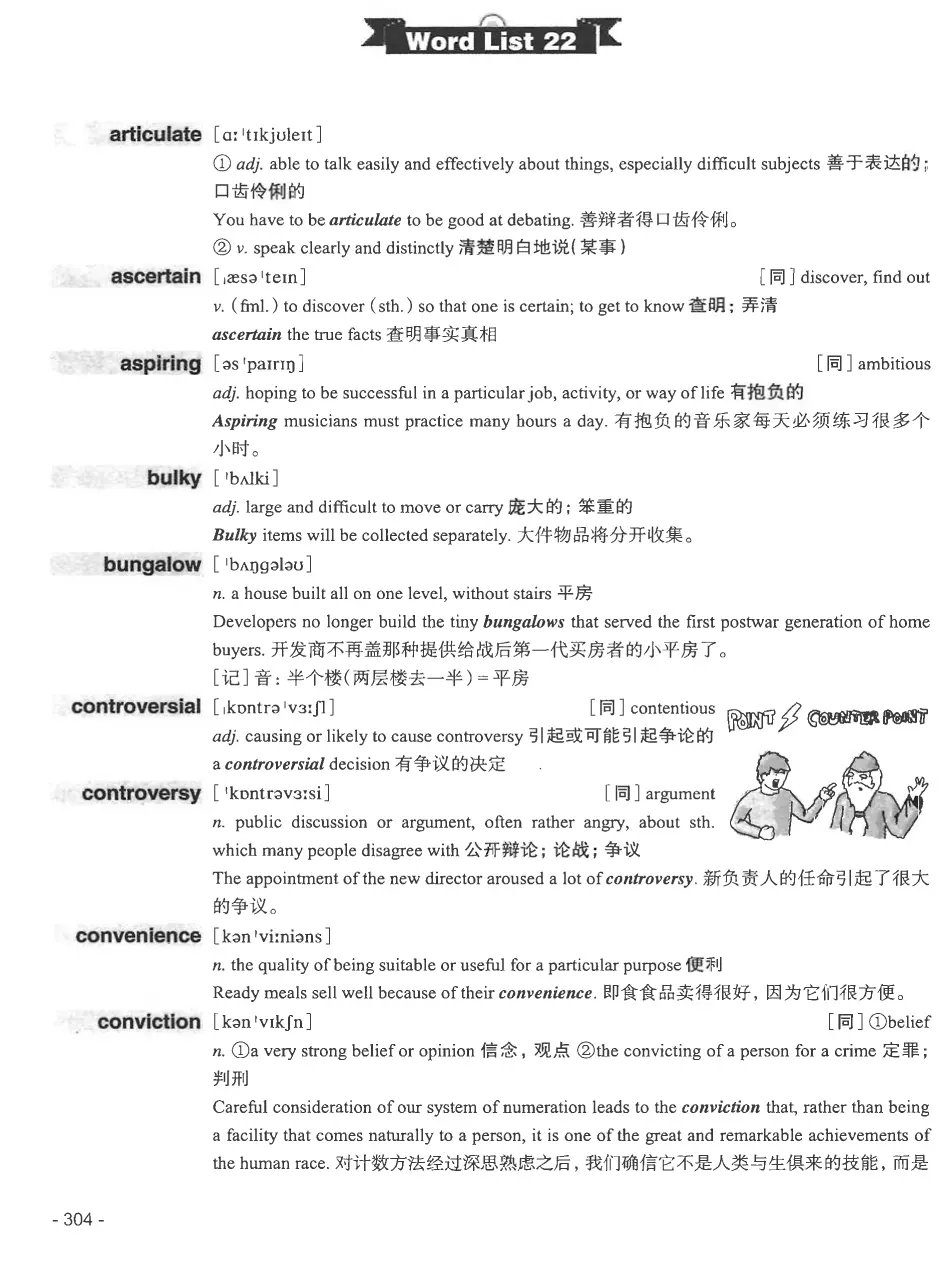 Word List 22
articulate [ɑːˈtɪkjʊleɪt]
① adj. able to talk easily and effectively about things, especially difficult subjects 善于表达的；
口齿伶俐的
You have to be articulate to be good at debating. 善辩者得口齿伶俐。
② v. speak clearly and distinctly 清楚明白地说(某事)
ascertain [ˌæsəˈteɪn] [同] discover, find out
v. (fml.) to discover (sth.) so that one is certain; to get to know 查明；弄清
ascertain the true facts 查明事实真相
aspiring [əsˈpaɪrɪŋ] [同] ambitious
adj. hoping to be successful in a particular job, activity, or way of life 有抱负的
Aspiring musicians must practice many hours a day. 有抱负的音乐家每天必须练习很多个
小时。
bulky [ˈbʌlki]
adj. large and difficult to move or carry 庞大的；笨重的
Bulky items will be collected separately. 大件物品将分开收集。
bungalow [ˈbʌŋgələʊ]
n. a house built all on one level, without stairs 平房
Developers no longer build the tiny bungalows that served the first postwar generation of home
buyers. 开发商不再盖那种提供给战后第一代买房者的小平房了。
[记] 音: 半个楼(两层楼去一半) = 平房
controversial [ˌkɒntrəˈvɜːʃl] [同] contentious
adj. causing or likely to cause controversy 引起或可能引起争论的
a controversial decision 有争议的决定
POINT COUNTER POINT
controversy [ˈkɒntrəvɜːsi] [同] argument
n. public discussion or argument, often rather angry, about sth.
which many people disagree with 公开辩论；论战；争议
The appointment of the new director aroused a lot of controversy. 新负责人的任命引起了很大
的争议。
convenience [kənˈviːniəns]
n. the quality of being suitable or useful for a particular purpose 便利
Ready meals sell well because of their convenience. 即食食品卖得很好，因为它们很方便。
conviction [kənˈvɪkʃn] [同] ①belief
n. ①a very strong belief or opinion 信念，观点 ②the convicting of a person for a crime 定罪；
判刑
Careful consideration of our system of numeration leads to the conviction that, rather than being
a facility that comes naturally to a person, it is one of the great and remarkable achievements of
the human race. 对计数方法经过深思熟虑之后，我们确信它不是人类与生俱来的技能，而是
- 304 -